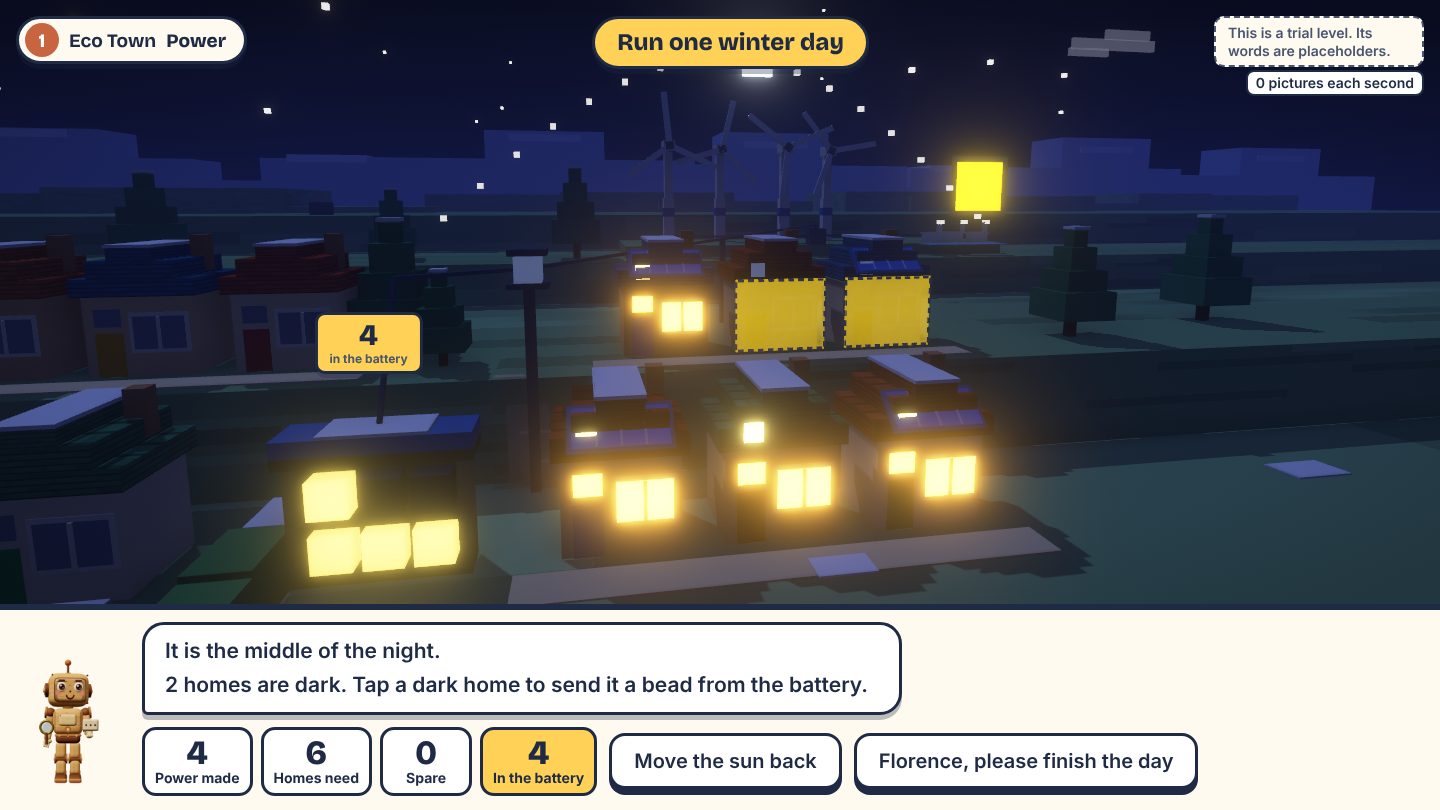 1 Eco Town Power
Run one winter day
This is a trial level. Its
words are placeholders.
0 pictures each second
4
in the battery
It is the middle of the night.
2 homes are dark. Tap a dark home to send it a bead from the battery.
4
Power made
6
Homes need
0
Spare
4
In the battery
Move the sun back
Florence, please finish the day